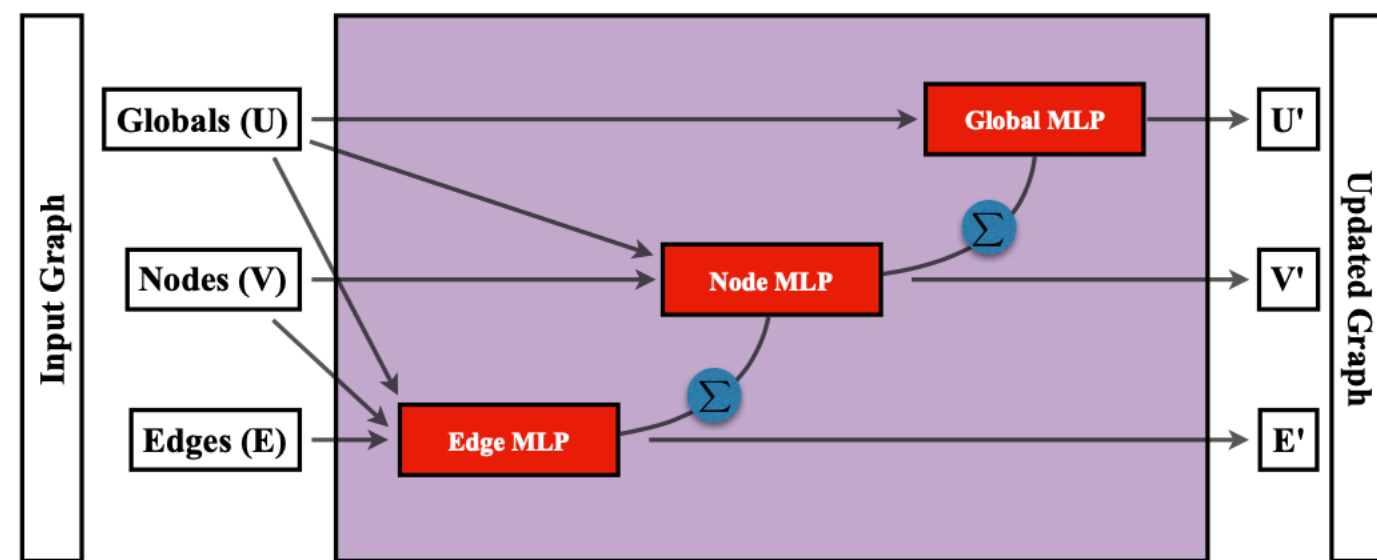 Input Graph
Globals (U)
Nodes (V)
Edges (E)
Global MLP
Σ
Node MLP
Σ
Edge MLP
U'
V'
E'
Updated Graph